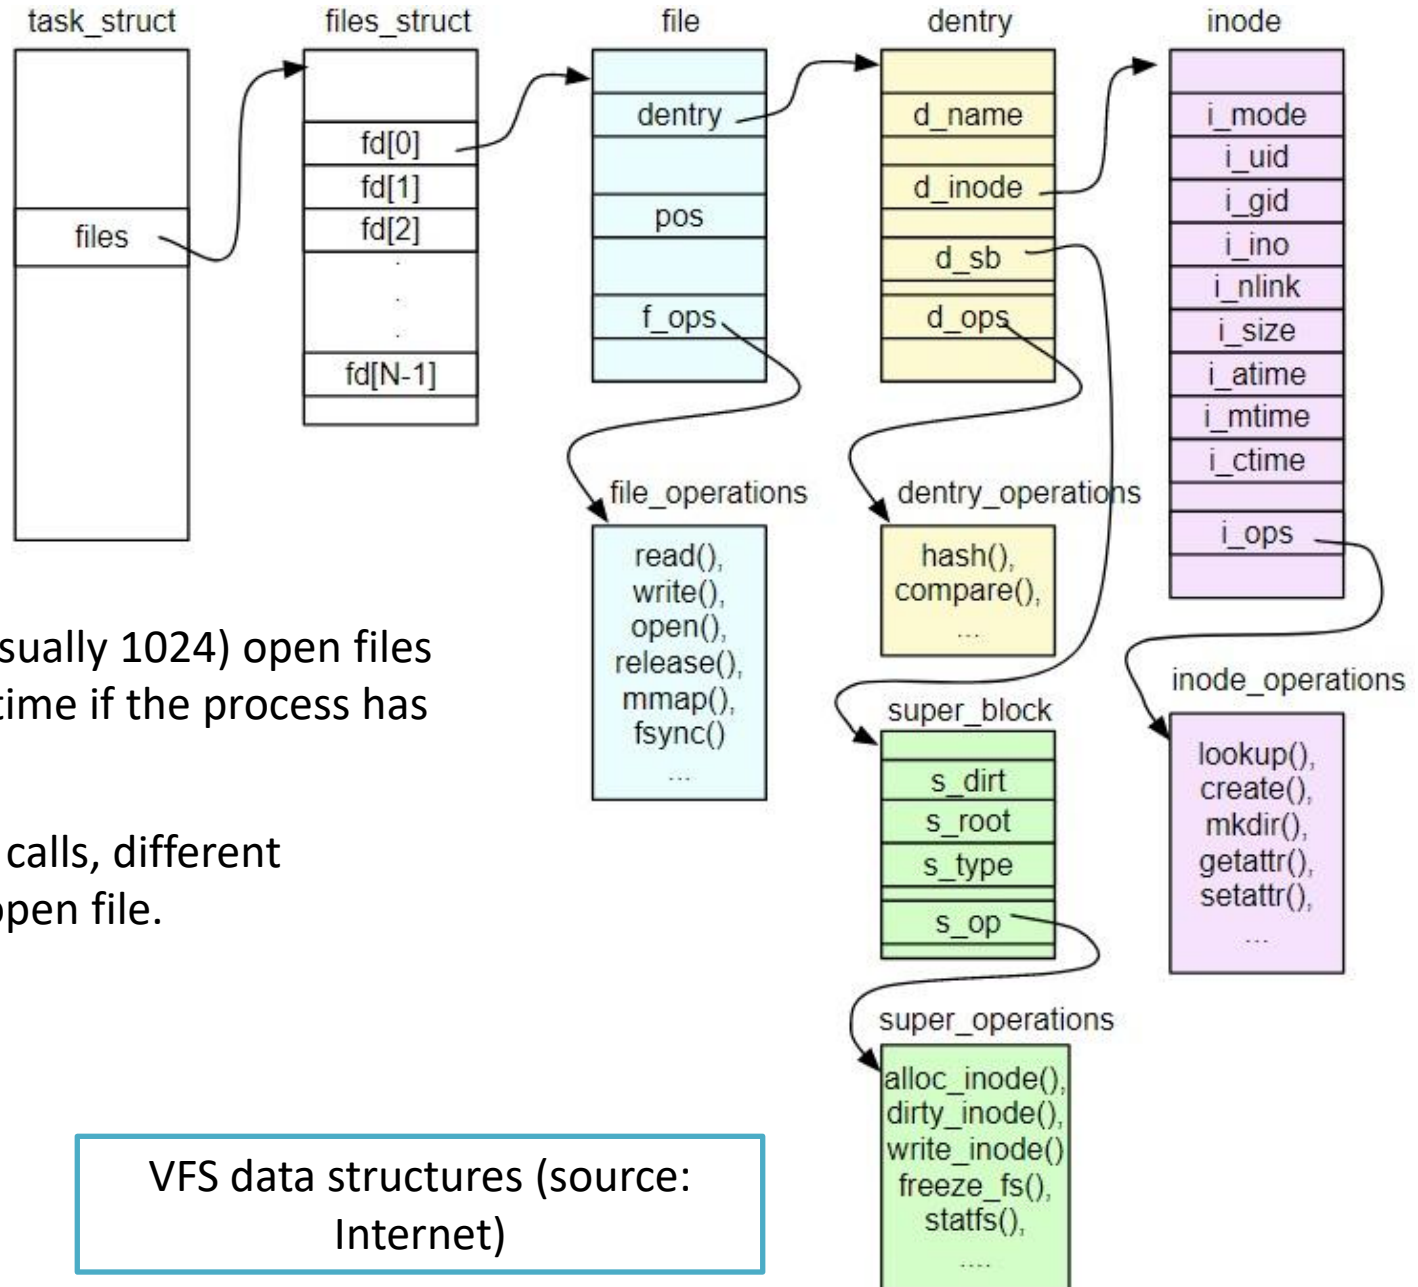 task_struct
files
files_struct
fd[0]
fd[1]
fd[2]
.
.
.
fd[N-1]
file
dentry
pos
f_ops
dentry
d_name
d_inode
d_sb
d_ops
inode
i_mode
i_uid
i_gid
i_ino
i_nlink
i_size
i_atime
i_mtime
i_ctime
i_ops
file_operations
read(),
write(),
open(),
release(),
mmap(),
fsync()
...
dentry_operations
hash(),
compare(),
...
inode_operations
lookup(),
create(),
mkdir(),
getattr(),
setattr(),
...
super_block
s_dirt
s_root
s_type
s_op
super_operations
alloc_inode(),
dirty_inode(),
write_inode()
freeze_fs(),
statfs(),
....
sually 1024) open files
time if the process has
calls, different
open file.
VFS data structures (source:
Internet)